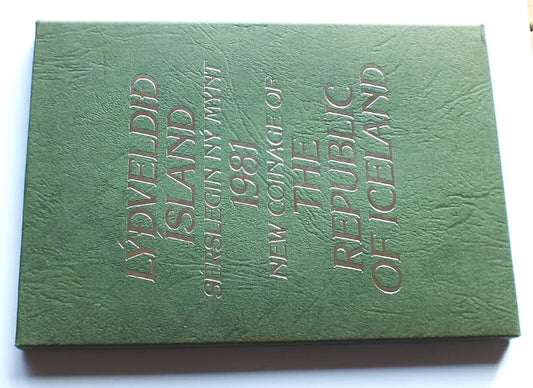 LÝÐVELDIÐ
ÍSLAND
SÉRSLEGIN NÝ MYNT
1981
NEW COINAGE OF
THE
REPUBLIC
OF ICELAND